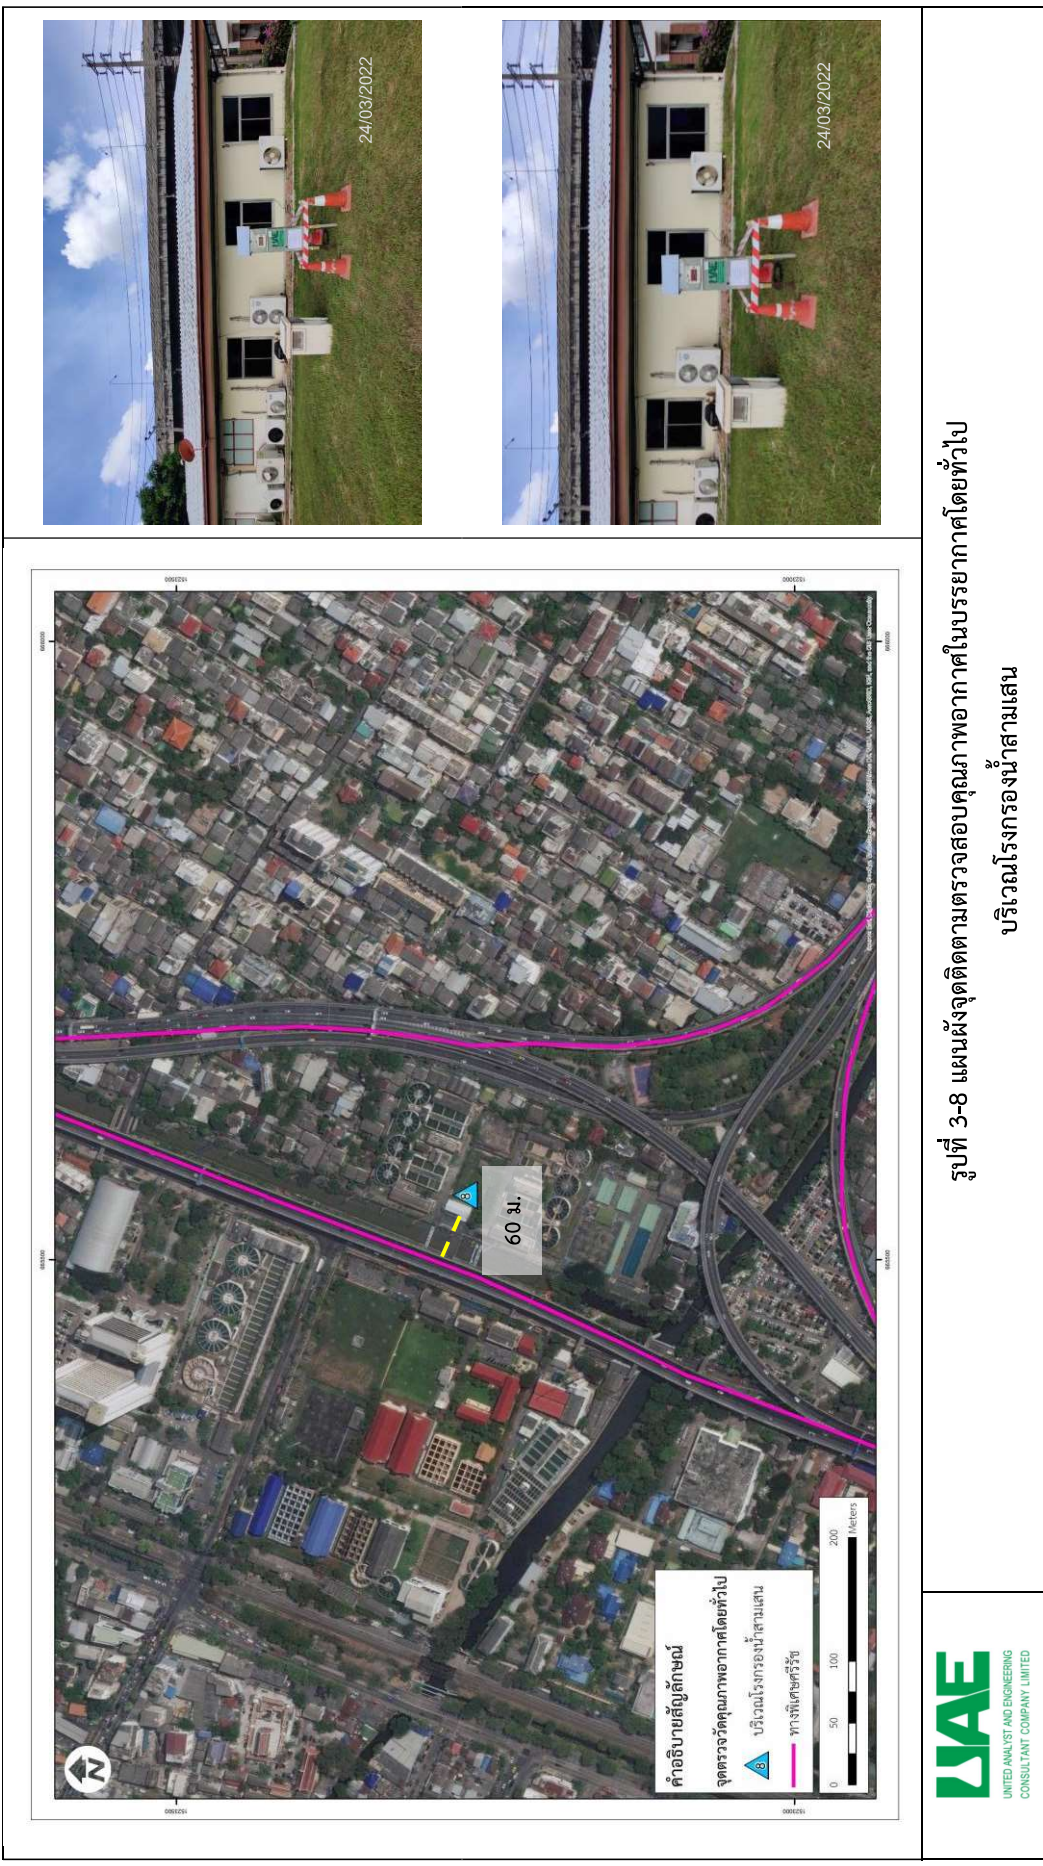 24/03/2022
24/03/2022
N
1523500
1523000
663500
663500
1523500
1523000
8
60 ม.
คำอธิบายสัญลักษณ์
จุดตรวจวัดคุณภาพอากาศโดยทั่วไป
8 บริเวณโรงกรองน้ำสามเสน
ทางพิเศษศรีรัช
0 50 100 200
Meters
รูปที่ 3-8 แผนผังจุดติดตามตรวจสอบคุณภาพอากาศในบรรยากาศโดยทั่วไป
บริเวณโรงกรองน้ำสามเสน
UAE
UNITED ANALYST AND ENGINEERING
CONSULTANT COMPANY LIMITED